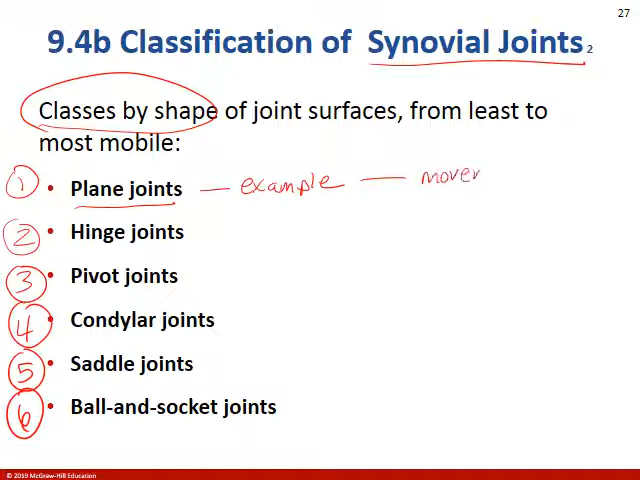 27
9.4b Classification of Synovial Joints 2
Classes by shape of joint surfaces, from least to
most mobile:
① • Plane joints — example — mover
② • Hinge joints
③ • Pivot joints
④ • Condylar joints
⑤ • Saddle joints
⑥ • Ball-and-socket joints
© 2019 McGraw-Hill Education